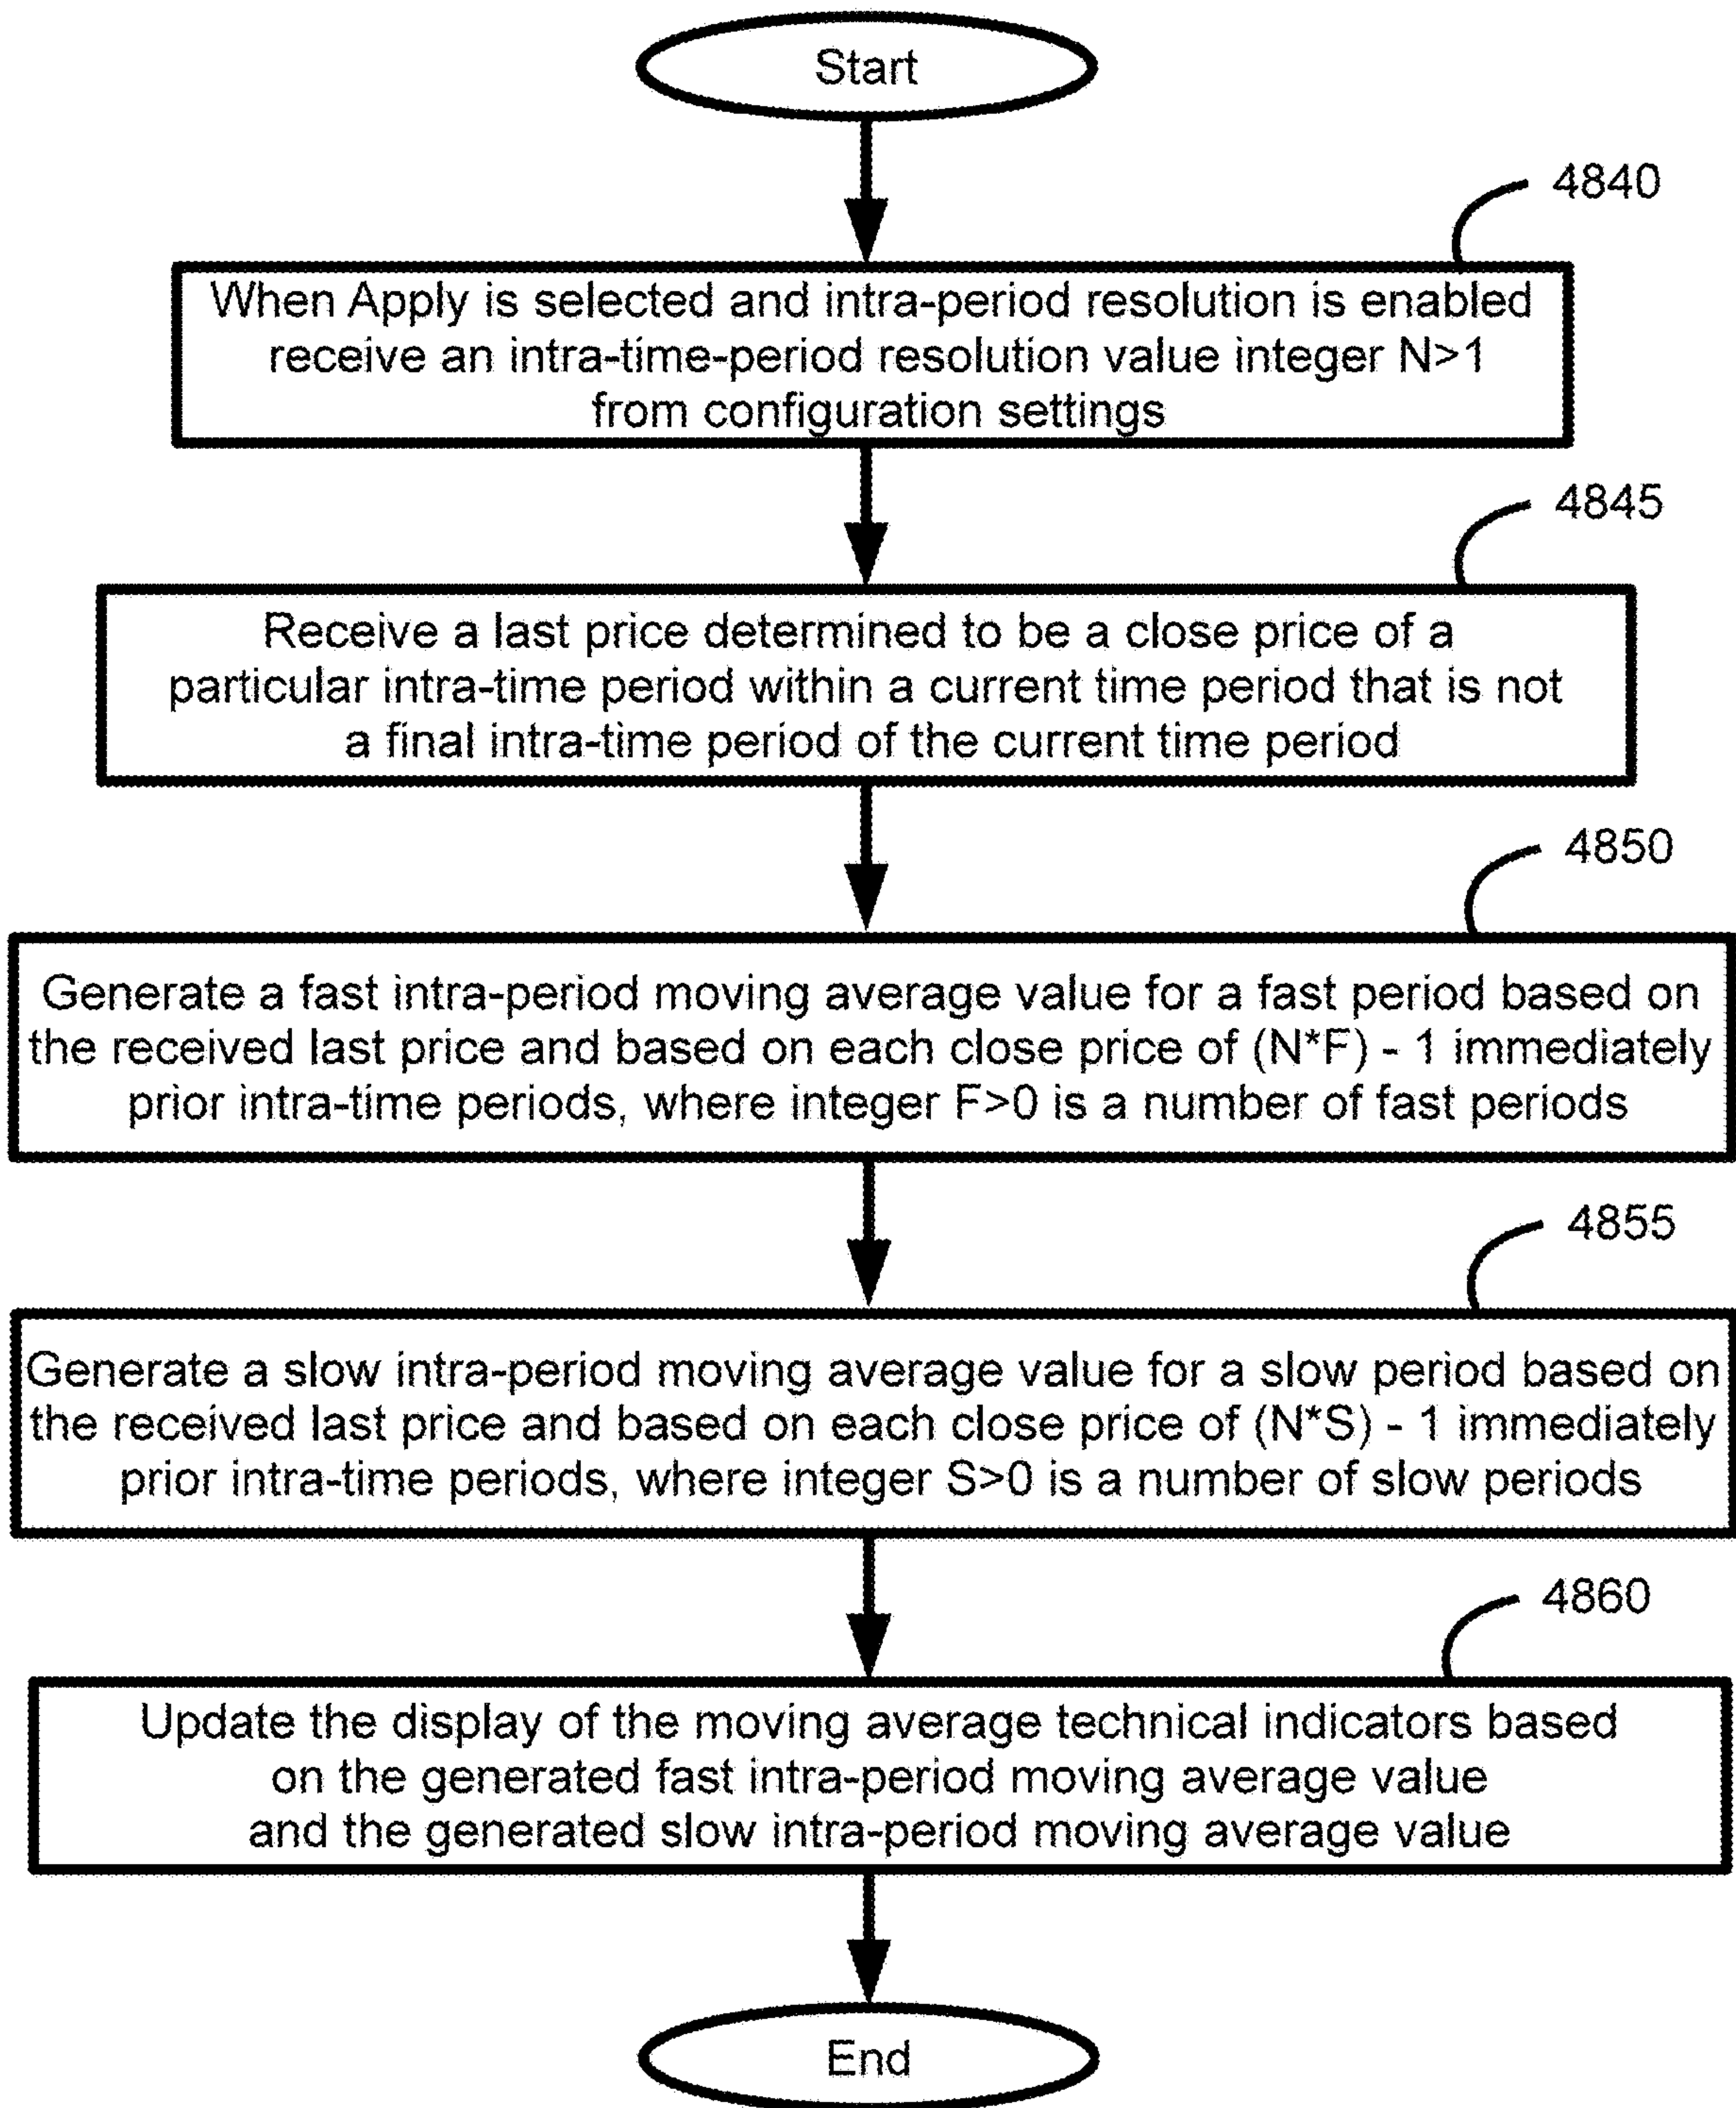 Start
4840
When Apply is selected and intra-period resolution is enabled
receive an intra-time-period resolution value integer N>1
from configuration settings
4845
Receive a last price determined to be a close price of a
particular intra-time period within a current time period that is not
a final intra-time period of the current time period
4850
Generate a fast intra-period moving average value for a fast period based on
the received last price and based on each close price of (N*F) - 1 immediately
prior intra-time periods, where integer F>0 is a number of fast periods
4855
Generate a slow intra-period moving average value for a slow period based on
the received last price and based on each close price of (N*S) - 1 immediately
prior intra-time periods, where integer S>0 is a number of slow periods
4860
Update the display of the moving average technical indicators based
on the generated fast intra-period moving average value
and the generated slow intra-period moving average value
End